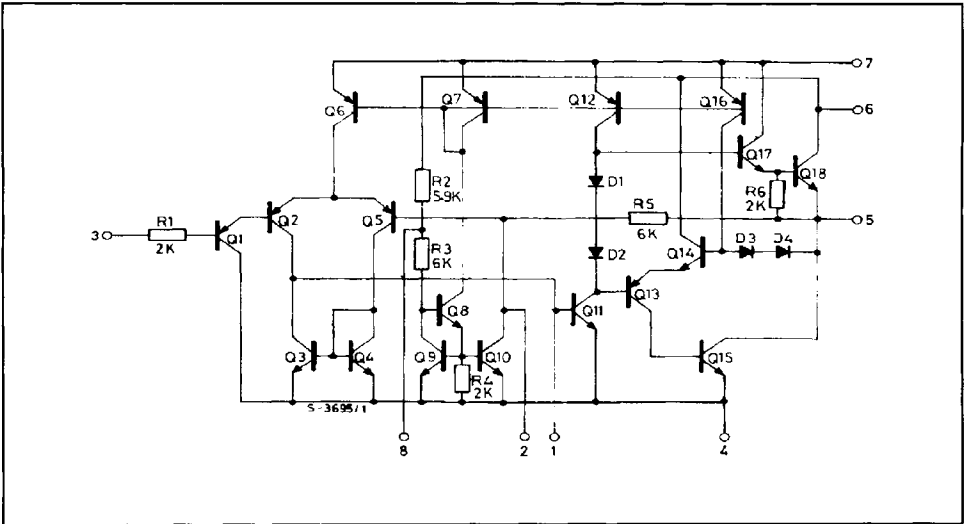 7
Q6
Q7
Q12
Q16
6
Q17
Q18
R2
5·9K
D1
R6
2K
R1
2K
3
Q1
Q2
Q5
R5
6K
5
R3
6K
D2
Q14
D3
D4
Q8
Q11
Q13
Q3
Q4
Q9
Q10
R4
2K
Q15
S-3695/1
8
2
1
4